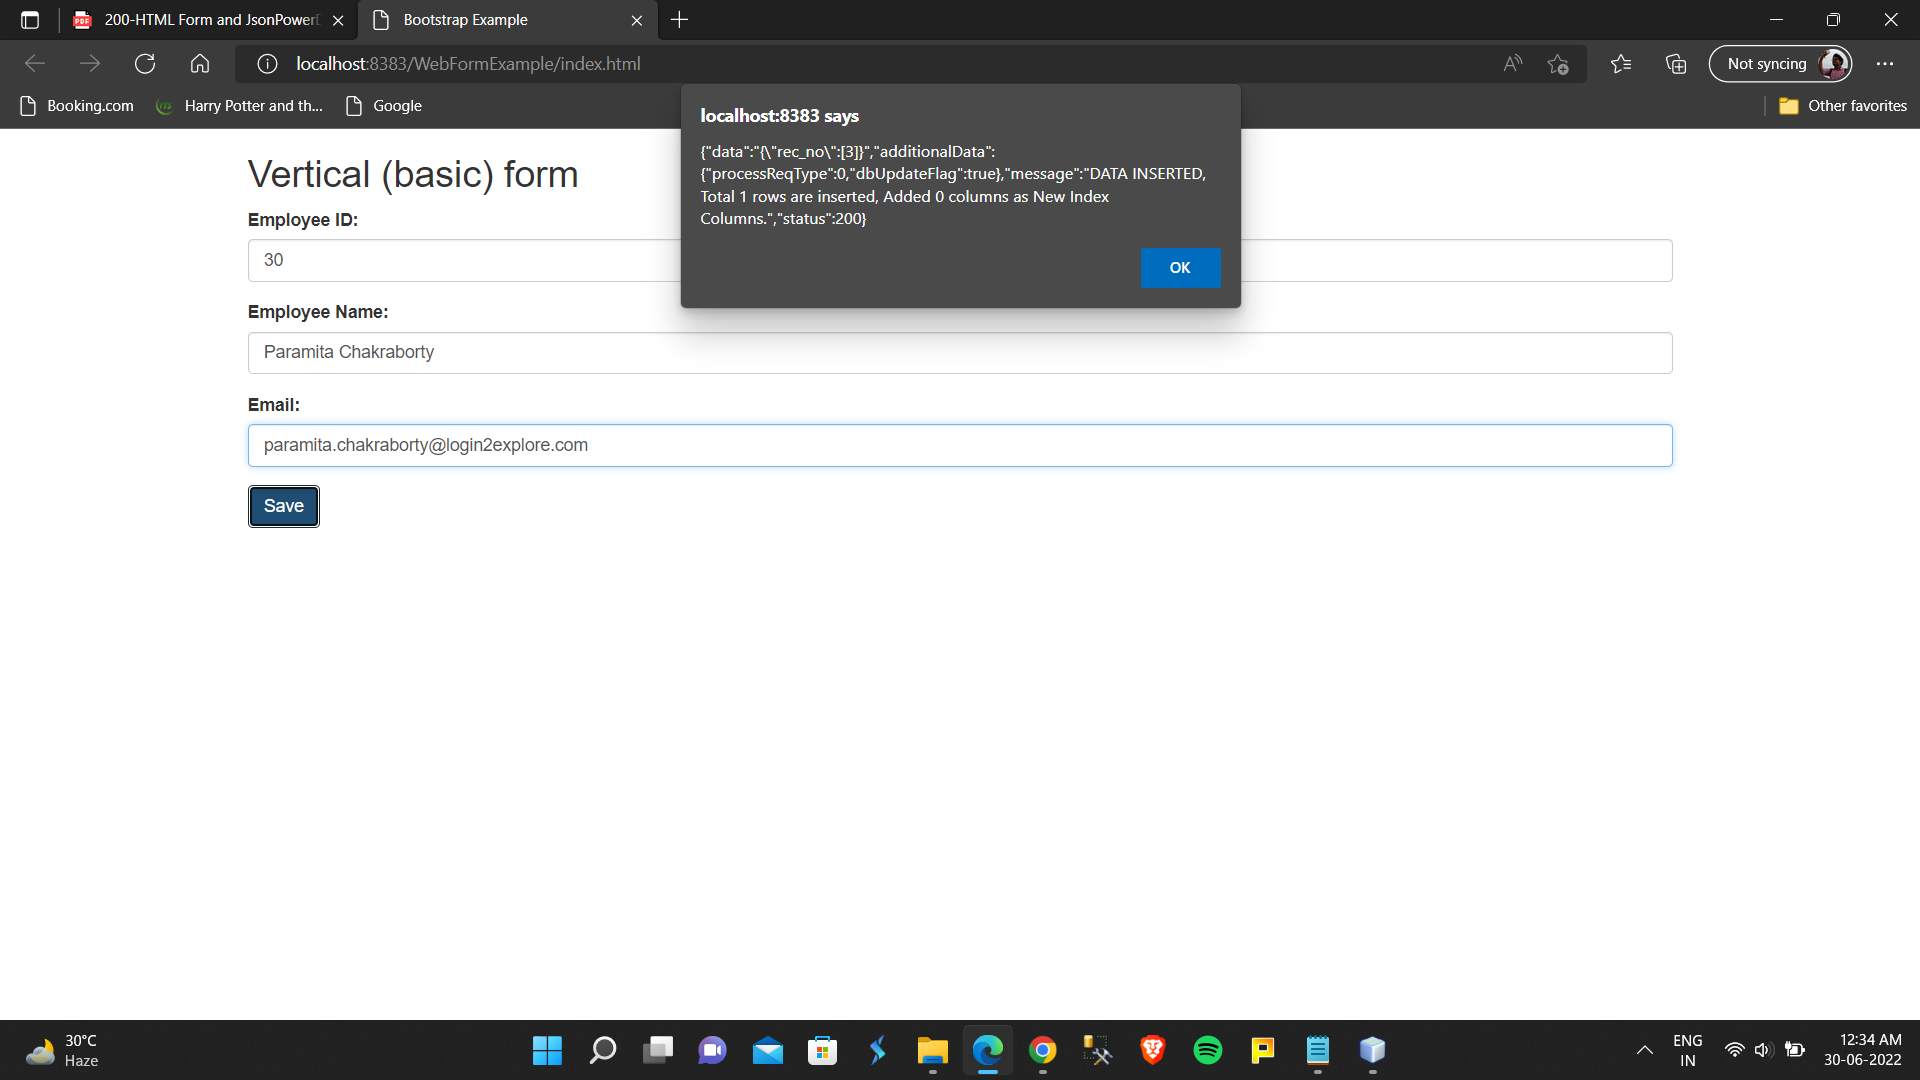 200-HTML Form and JsonPower
Bootstrap Example
localhost:8383/WebFormExample/index.html
Not syncing
Booking.com
Harry Potter and th...
Google
Other favorites
localhost:8383 says
{"data":"{\"rec_no\":[3]}","additionalData":
{"processReqType":0,"dbUpdateFlag":true},"message":"DATA INSERTED,
Total 1 rows are inserted, Added 0 columns as New Index
Columns.","status":200}
OK
Vertical (basic) form
Employee ID:
30
Employee Name:
Paramita Chakraborty
Email:
paramita.chakraborty@login2explore.com
Save
30°C
Haze
ENG
IN
12:34 AM
30-06-2022